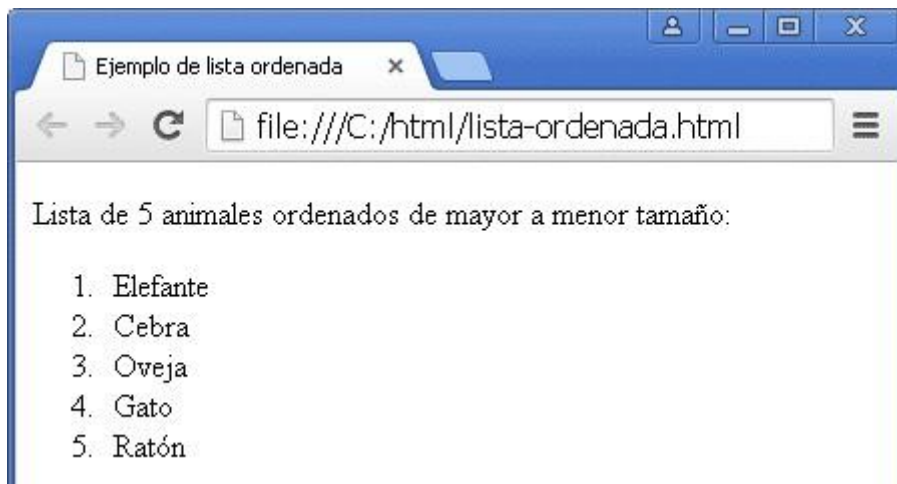 Ejemplo de lista ordenada
file:///C:/html/lista-ordenada.html
Lista de 5 animales ordenados de mayor a menor tamaño:
1. Elefante
2. Cebra
3. Oveja
4. Gato
5. Ratón